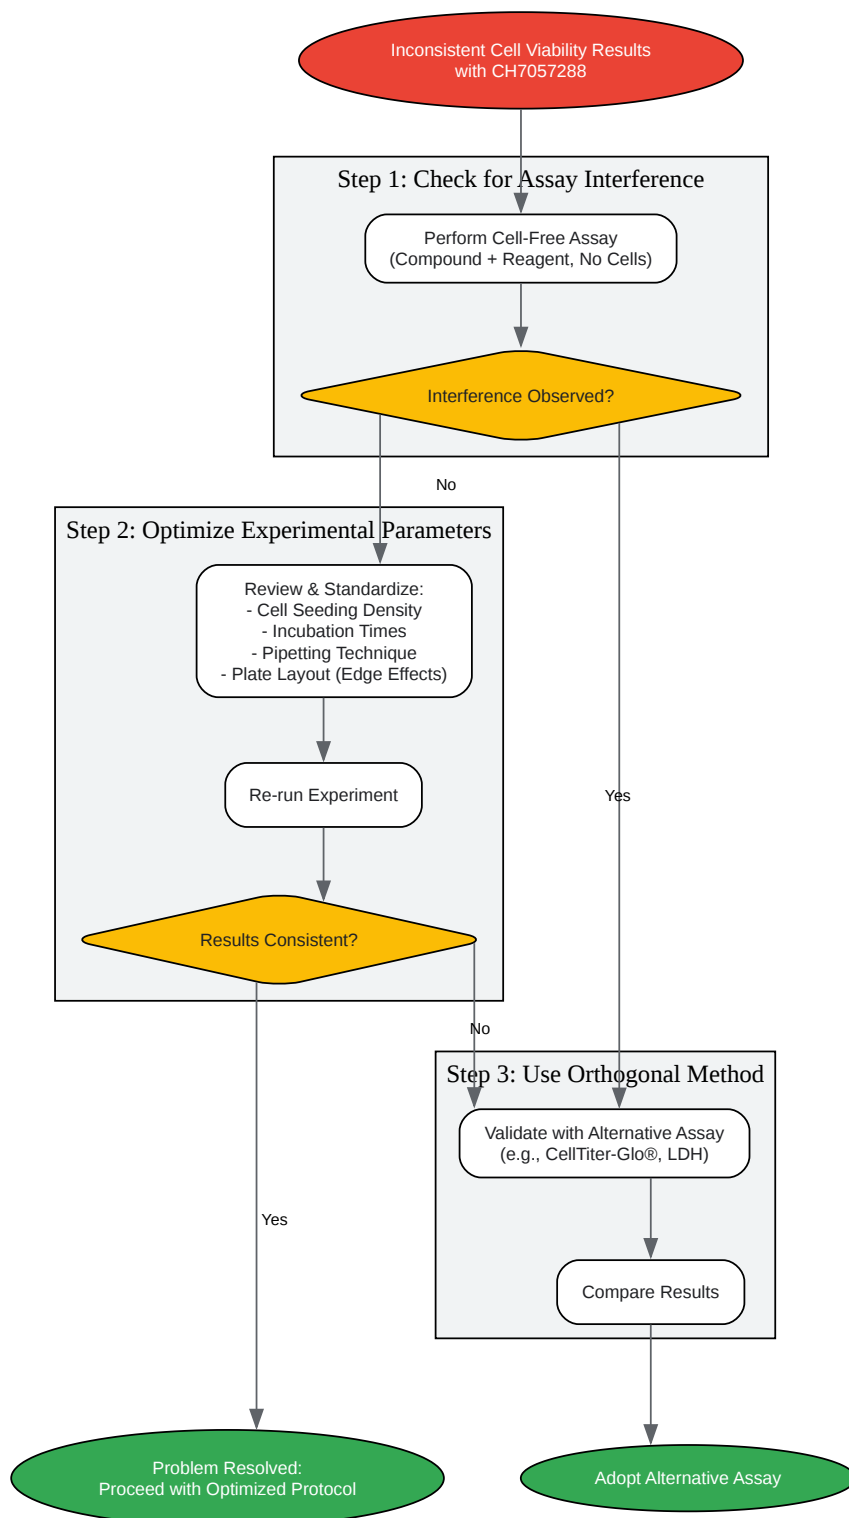 Inconsistent Cell Viability Results
with CH7057288
Step 1: Check for Assay Interference
Perform Cell-Free Assay
(Compound + Reagent, No Cells)
Interference Observed?
No
Step 2: Optimize Experimental Parameters
Review & Standardize:
- Cell Seeding Density
- Incubation Times
- Pipetting Technique
- Plate Layout (Edge Effects)
Re-run Experiment
Yes
Results Consistent?
No
Step 3: Use Orthogonal Method
Validate with Alternative Assay
(e.g., CellTiter-Glo®, LDH)
Yes
Compare Results
Problem Resolved:
Proceed with Optimized Protocol
Adopt Alternative Assay